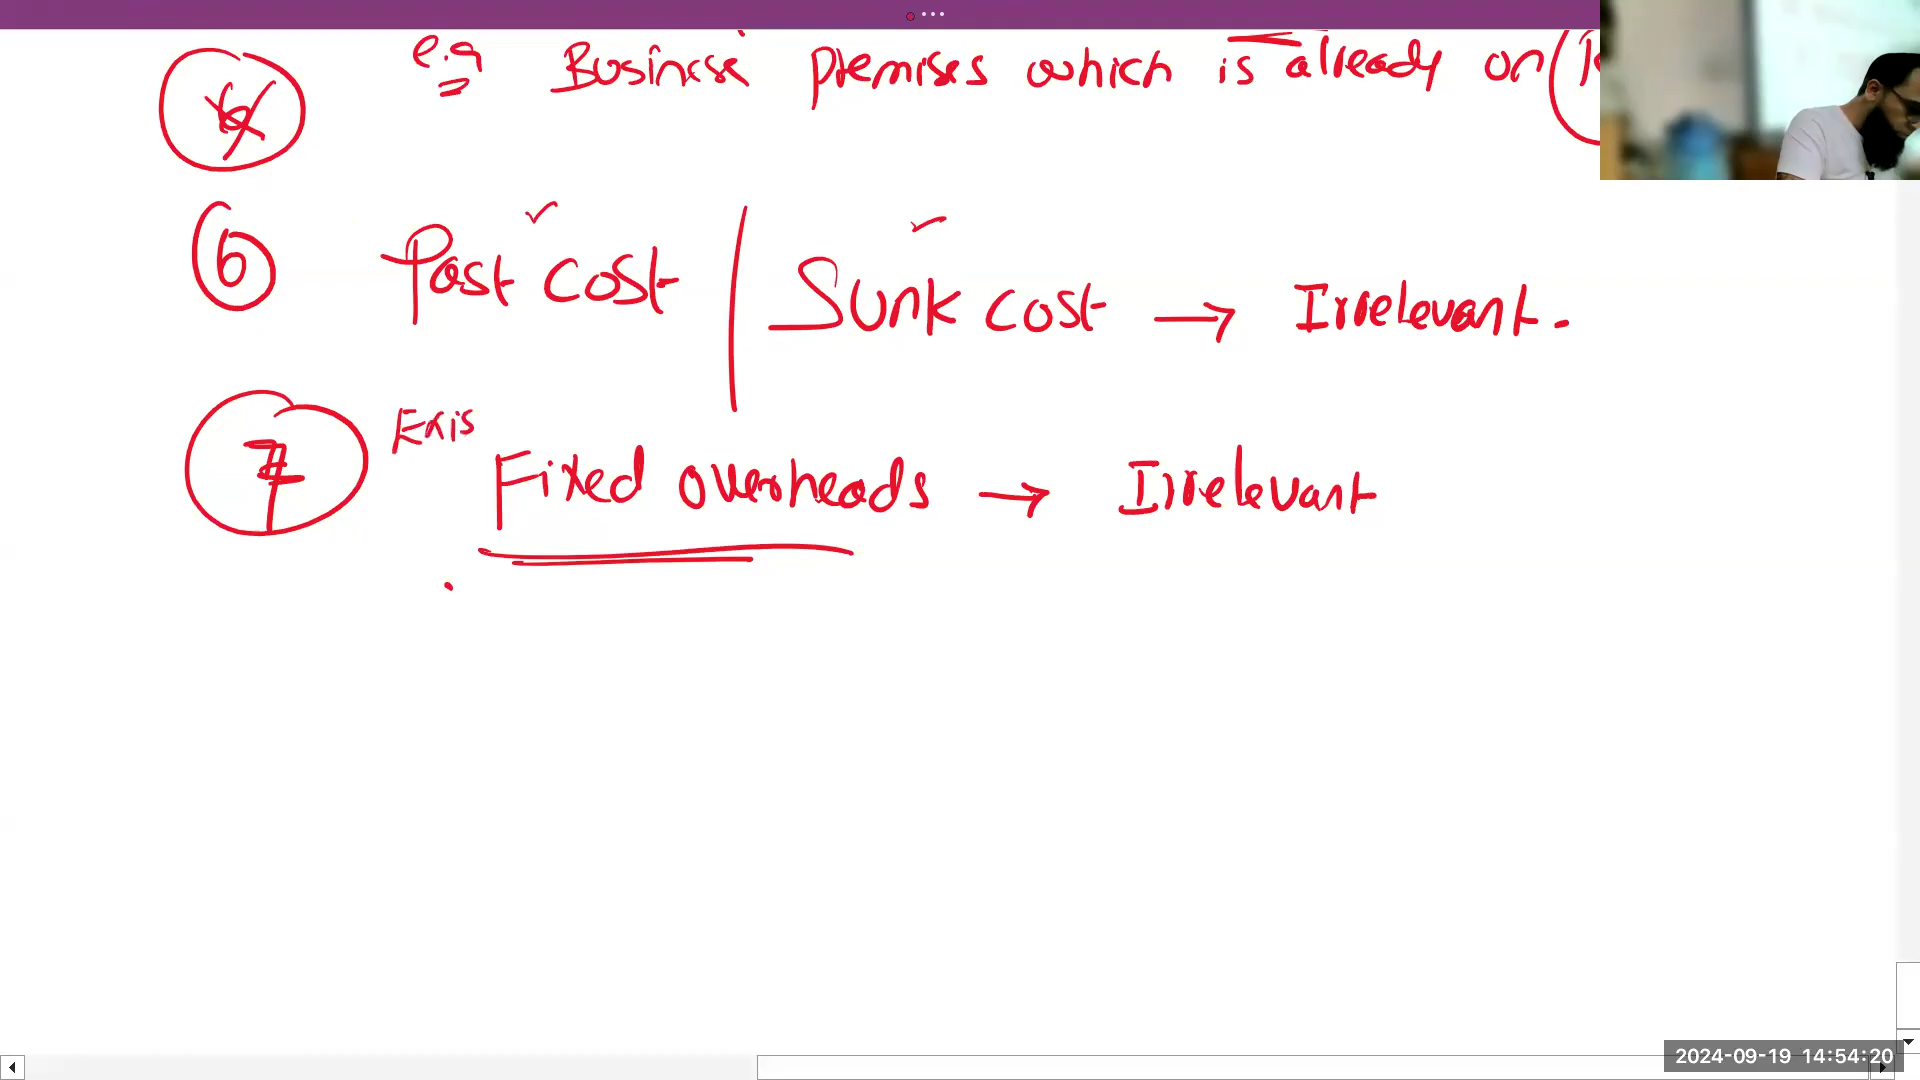 e.g Business premises which is already on
6 Past cost | Sunk cost → Irrelevant.
7 Exis Fixed overheads → Irrelevant
2024-09-19 14:54:20